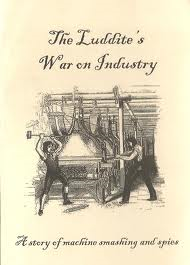 The Luddite's
War on Industry
A story of machine smashing and spies